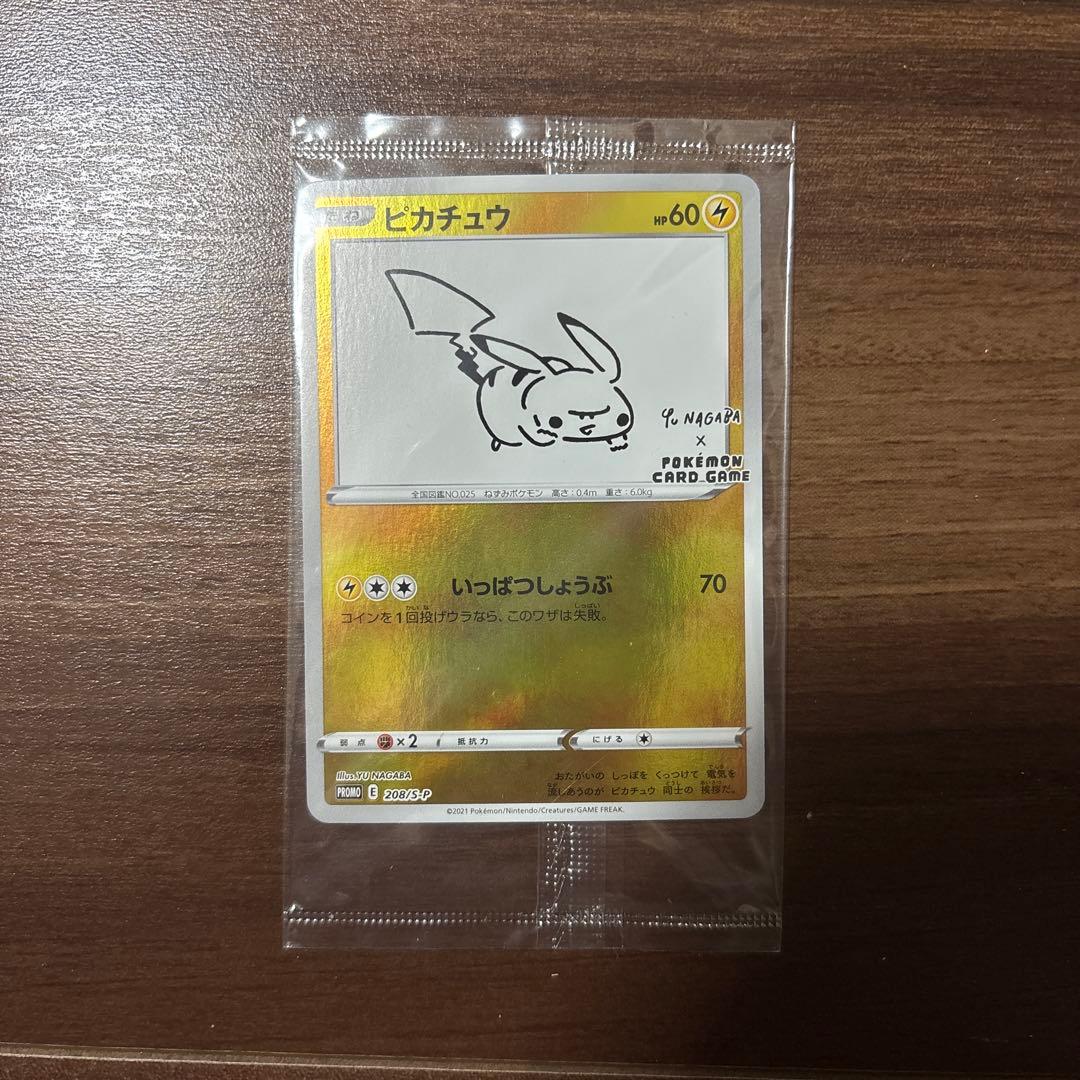 たね ピカチュウ HP60
Yu NAGABA
×
POKÉMON
CARD GAME
全国図鑑NO.025 ねずみポケモン 高さ:0.4m 重さ:6.0kg
いっぱつしょうぶ 70
コインを1回投げウラなら、このワザは失敗。
弱点 ×2 抵抗力 にげる
Illus.YU NAGABA
PROMO E 208/S-P
おたがいの しっぽを くっつけて 電気を
流しあうのが ピカチュウ 同士の 挨拶だ。
©2021 Pokémon/Nintendo/Creatures/GAME FREAK.